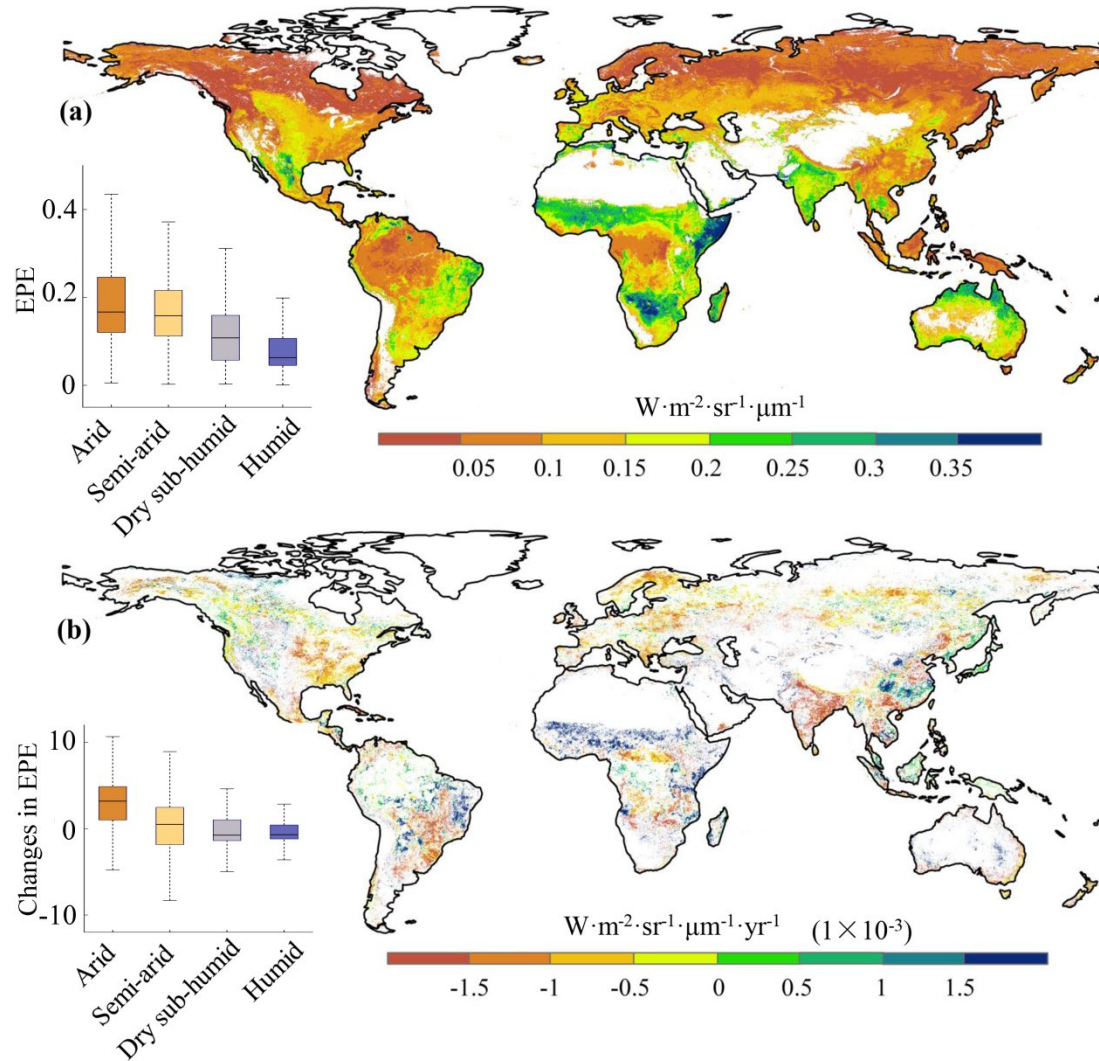 (a)
EPE
0.4
0.2
0
Arid
Semi-arid
Dry sub-humid
Humid
W·m⁻²·sr⁻¹·μm⁻¹
0.05 0.1 0.15 0.2 0.25 0.3 0.35
(b)
Changes in EPE
10
0
-10
Arid
Semi-arid
Dry sub-humid
Humid
W·m⁻²·sr⁻¹·μm⁻¹·yr⁻¹ (1×10⁻³)
-1.5 -1 -0.5 0 0.5 1 1.5